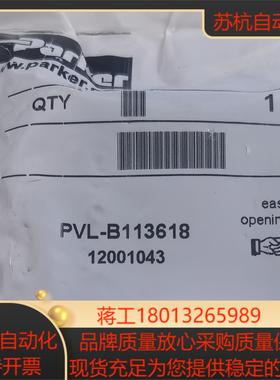 苏杭自动
Parker
www.parker.
QTY
1
eas
opening
PVL-B113618
12001043
蒋工18013265989
自动化
品牌质量放心采购质量保
票
现货充足为您提供稳定的